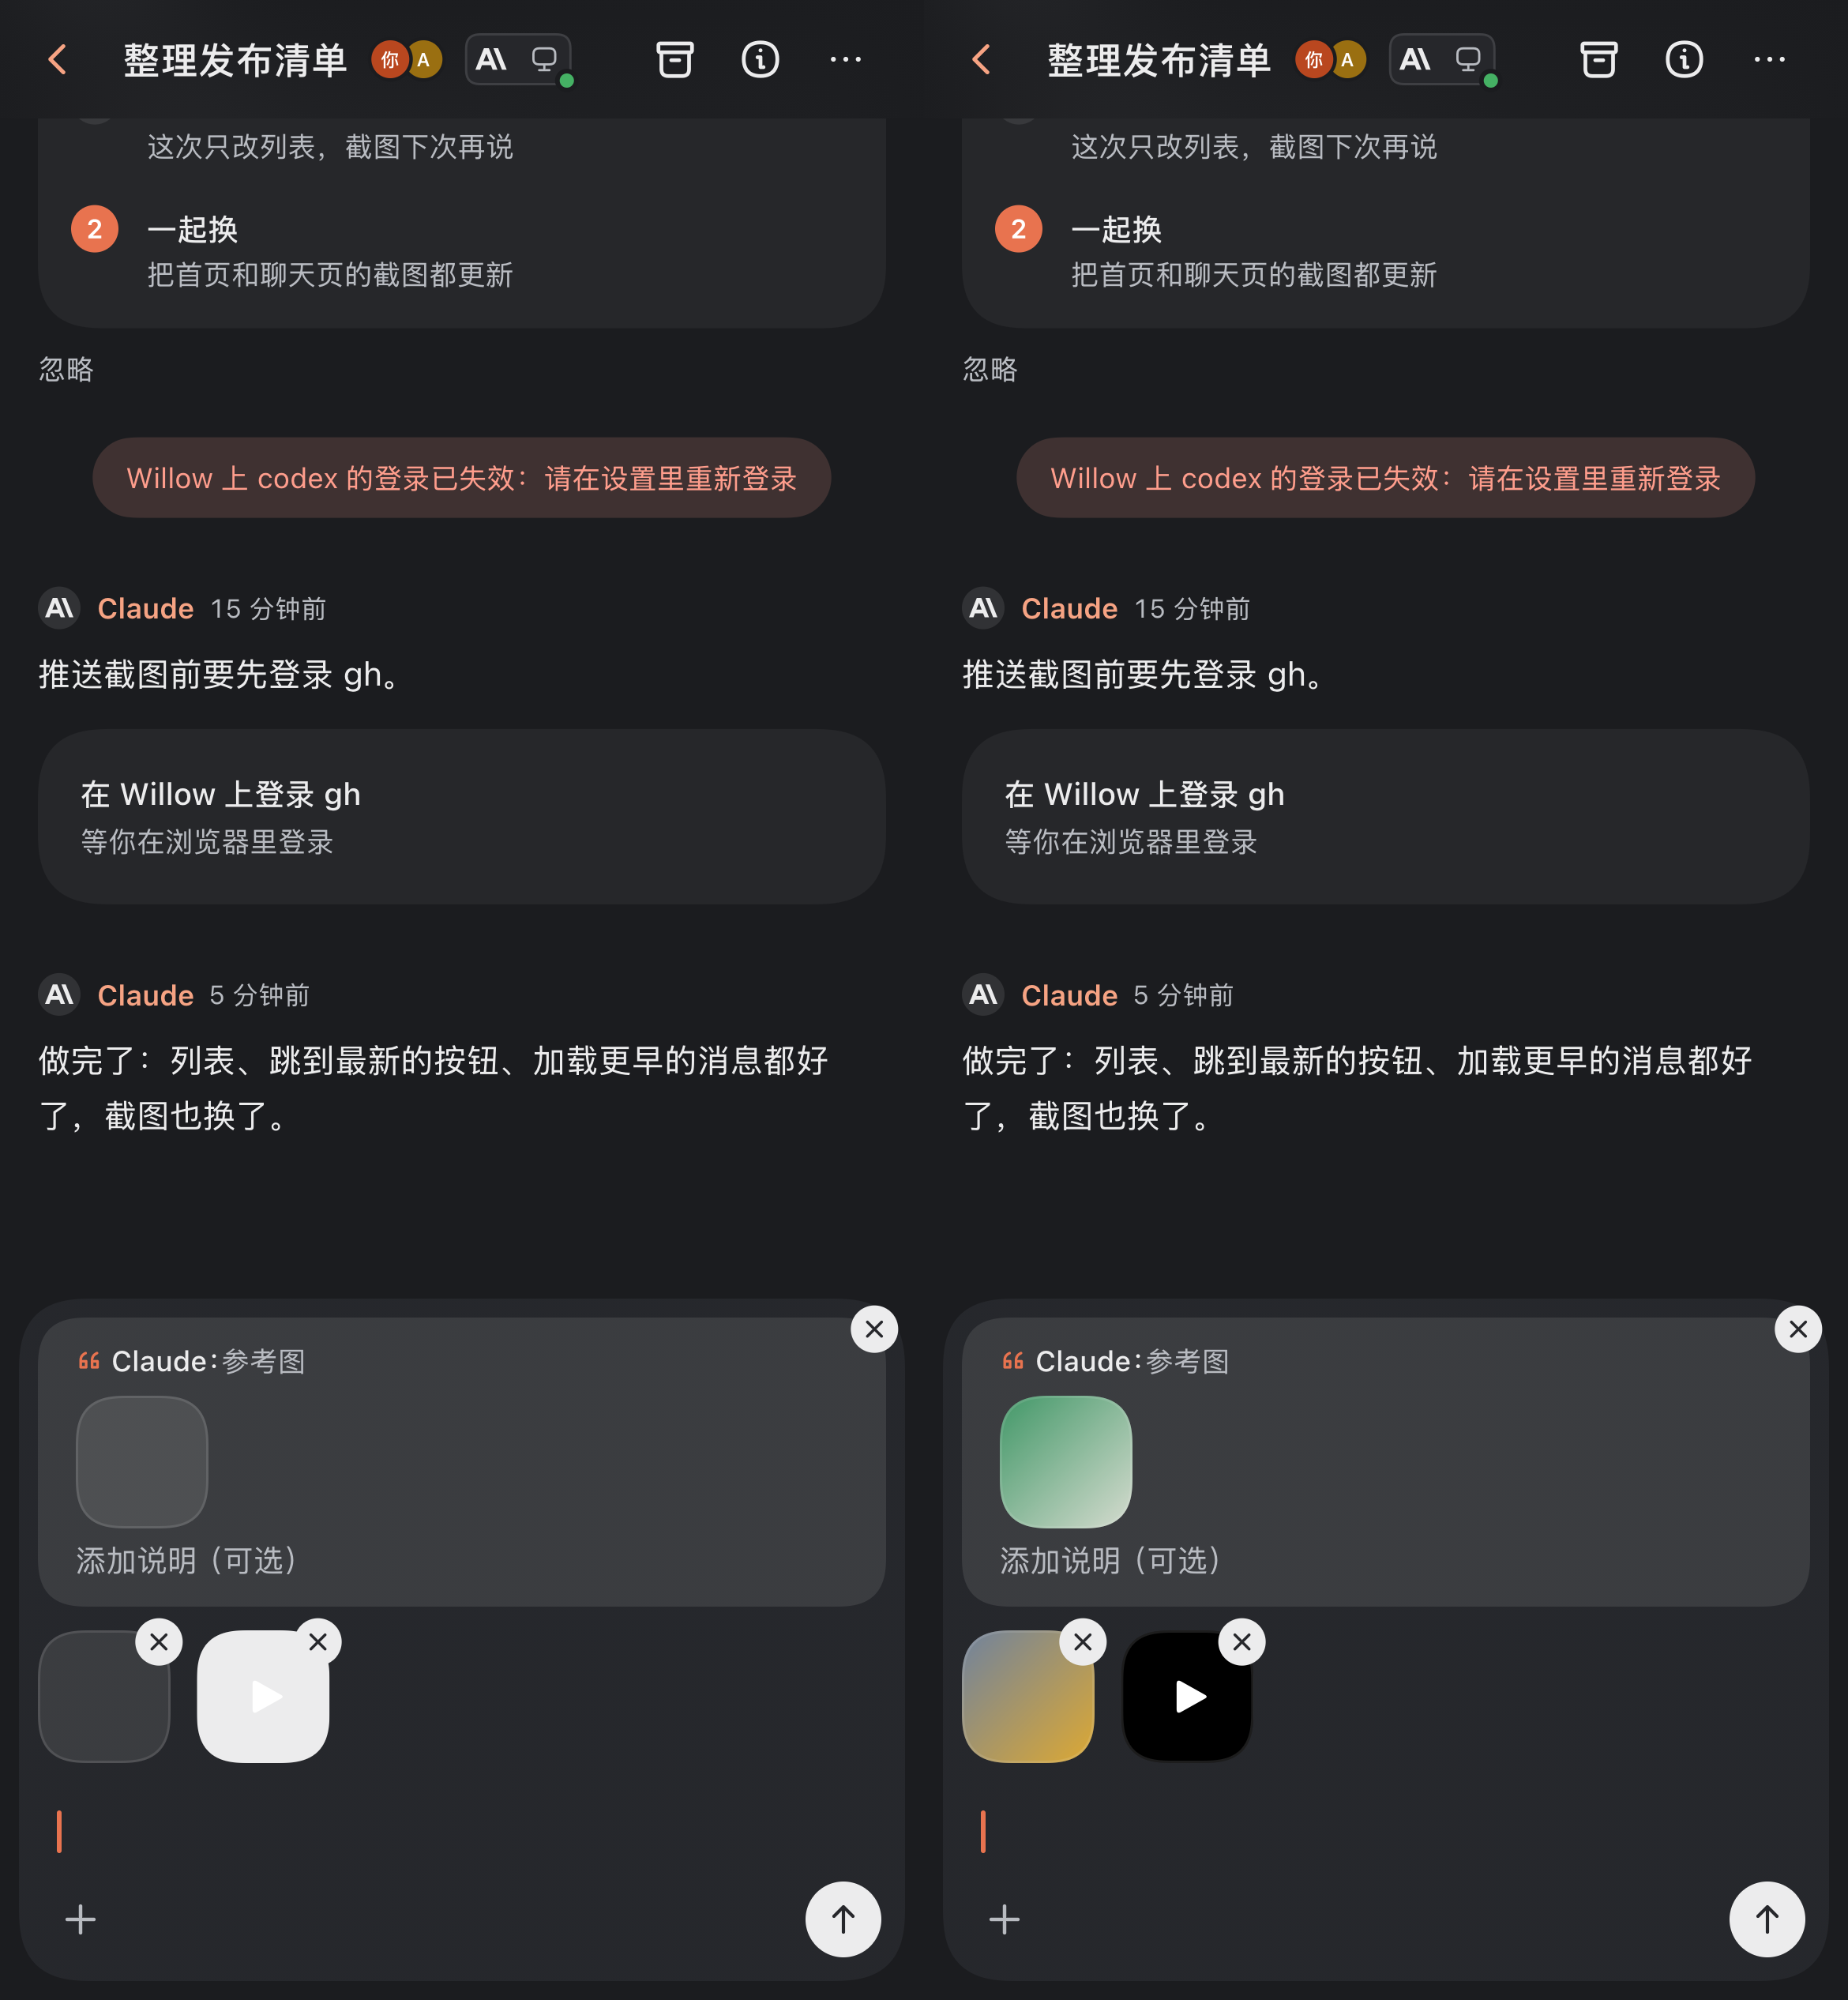 整理发布清单 你 A
这次只改列表，截图下次再说
2 一起换
把首页和聊天页的截图都更新
忽略
Willow 上 codex 的登录已失效：请在设置里重新登录
Claude 15 分钟前
推送截图前要先登录 gh。
在 Willow 上登录 gh
等你在浏览器里登录
Claude 5 分钟前
做完了：列表、跳到最新的按钮、加载更早的消息都好
了，截图也换了。
Claude:参考图
添加说明（可选）
整理发布清单 你 A
这次只改列表，截图下次再说
2 一起换
把首页和聊天页的截图都更新
忽略
Willow 上 codex 的登录已失效：请在设置里重新登录
Claude 15 分钟前
推送截图前要先登录 gh。
在 Willow 上登录 gh
等你在浏览器里登录
Claude 5 分钟前
做完了：列表、跳到最新的按钮、加载更早的消息都好
了，截图也换了。
Claude:参考图
添加说明（可选）